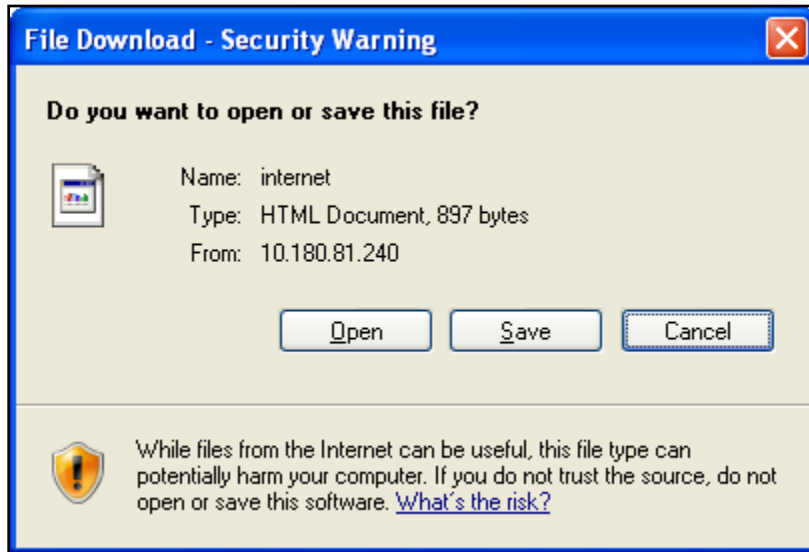 File Download - Security Warning
Do you want to open or save this file?
Name: internet
Type: HTML Document, 897 bytes
From: 10.180.81.240
Open Save Cancel
While files from the Internet can be useful, this file type can
potentially harm your computer. If you do not trust the source, do not
open or save this software. What's the risk?